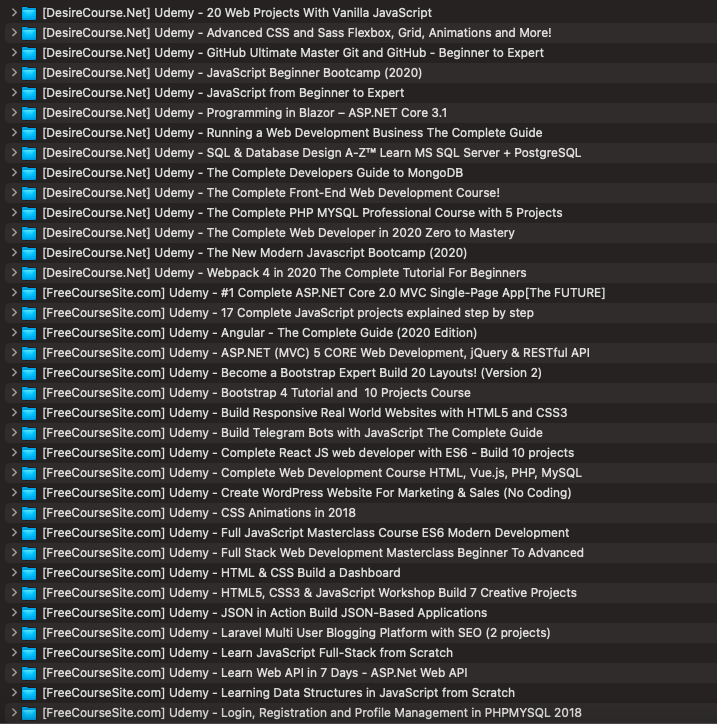 [DesireCourse.Net] Udemy - 20 Web Projects With Vanilla JavaScript
[DesireCourse.Net] Udemy - Advanced CSS and Sass Flexbox, Grid, Animations and More!
[DesireCourse.Net] Udemy - GitHub Ultimate Master Git and GitHub - Beginner to Expert
[DesireCourse.Net] Udemy - JavaScript Beginner Bootcamp (2020)
[DesireCourse.Net] Udemy - JavaScript from Beginner to Expert
[DesireCourse.Net] Udemy - Programming in Blazor – ASP.NET Core 3.1
[DesireCourse.Net] Udemy - Running a Web Development Business The Complete Guide
[DesireCourse.Net] Udemy - SQL & Database Design A-Z™ Learn MS SQL Server + PostgreSQL
[DesireCourse.Net] Udemy - The Complete Developers Guide to MongoDB
[DesireCourse.Net] Udemy - The Complete Front-End Web Development Course!
[DesireCourse.Net] Udemy - The Complete PHP MYSQL Professional Course with 5 Projects
[DesireCourse.Net] Udemy - The Complete Web Developer in 2020 Zero to Mastery
[DesireCourse.Net] Udemy - The New Modern Javascript Bootcamp (2020)
[DesireCourse.Net] Udemy - Webpack 4 in 2020 The Complete Tutorial For Beginners
[FreeCourseSite.com] Udemy - #1 Complete ASP.NET Core 2.0 MVC Single-Page App[The FUTURE]
[FreeCourseSite.com] Udemy - 17 Complete JavaScript projects explained step by step
[FreeCourseSite.com] Udemy - Angular - The Complete Guide (2020 Edition)
[FreeCourseSite.com] Udemy - ASP.NET (MVC) 5 CORE Web Development, jQuery & RESTful API
[FreeCourseSite.com] Udemy - Become a Bootstrap Expert Build 20 Layouts! (Version 2)
[FreeCourseSite.com] Udemy - Bootstrap 4 Tutorial and  10 Projects Course
[FreeCourseSite.com] Udemy - Build Responsive Real World Websites with HTML5 and CSS3
[FreeCourseSite.com] Udemy - Build Telegram Bots with JavaScript The Complete Guide
[FreeCourseSite.com] Udemy - Complete React JS web developer with ES6 - Build 10 projects
[FreeCourseSite.com] Udemy - Complete Web Development Course HTML, Vue.js, PHP, MySQL
[FreeCourseSite.com] Udemy - Create WordPress Website For Marketing & Sales (No Coding)
[FreeCourseSite.com] Udemy - CSS Animations in 2018
[FreeCourseSite.com] Udemy - Full JavaScript Masterclass Course ES6 Modern Development
[FreeCourseSite.com] Udemy - Full Stack Web Development Masterclass Beginner To Advanced
[FreeCourseSite.com] Udemy - HTML & CSS Build a Dashboard
[FreeCourseSite.com] Udemy - HTML5, CSS3 & JavaScript Workshop Build 7 Creative Projects
[FreeCourseSite.com] Udemy - JSON in Action Build JSON-Based Applications
[FreeCourseSite.com] Udemy - Laravel Multi User Blogging Platform with SEO (2 projects)
[FreeCourseSite.com] Udemy - Learn JavaScript Full-Stack from Scratch
[FreeCourseSite.com] Udemy - Learn Web API in 7 Days - ASP.Net Web API
[FreeCourseSite.com] Udemy - Learning Data Structures in JavaScript from Scratch
[FreeCourseSite.com] Udemy - Login, Registration and Profile Management in PHPMYSQL 2018